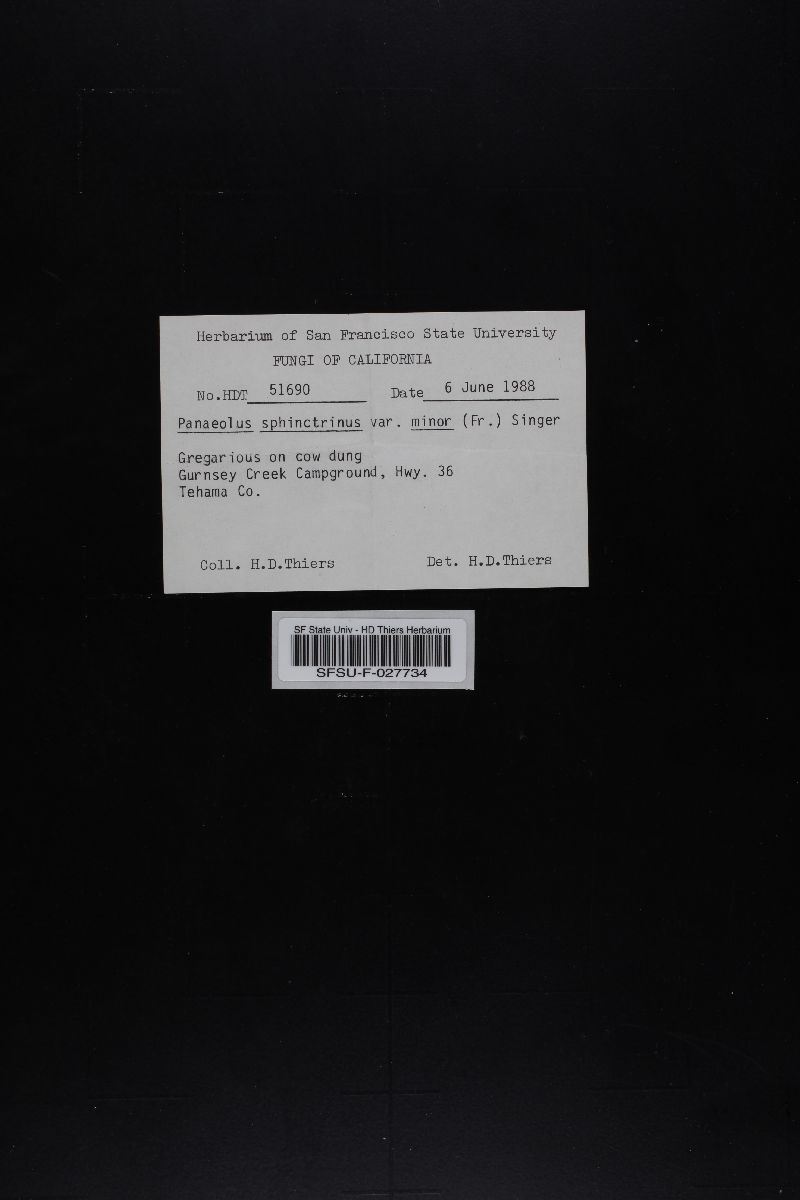 Herbarium of San Francisco State University
FUNGI OF CALIFORNIA
No.HDT 51690 Date 6 June 1988
Panaeolus sphinctrinus var. minor (Fr.) Singer
Gregarious on cow dung
Gurnsey Creek Campground, Hwy. 36
Tehama Co.
Coll. H.D.Thiers Det. H.D.Thiers
SF State Univ - HD Thiers Herbarium
SFSU-F-027734